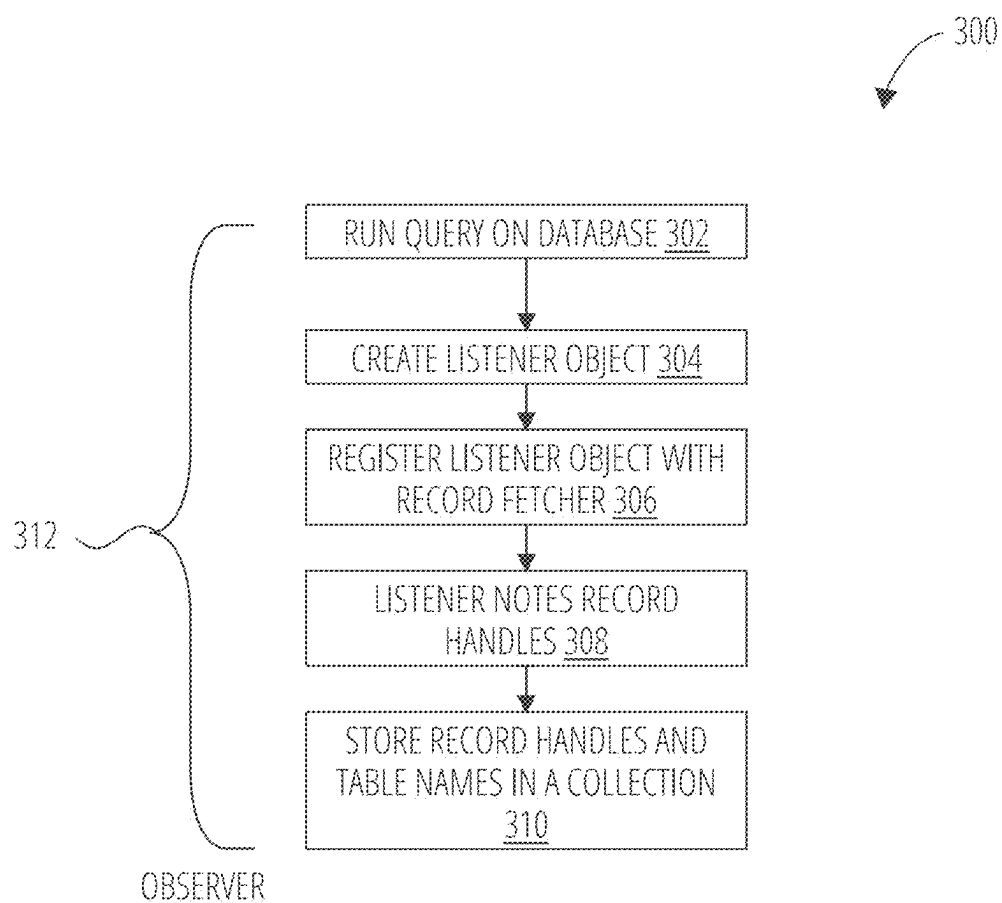 300
RUN QUERY ON DATABASE 302
CREATE LISTENER OBJECT 304
REGISTER LISTENER OBJECT WITH
RECORD FETCHER 306
312
LISTENER NOTES RECORD
HANDLES 308
STORE RECORD HANDLES AND
TABLE NAMES IN A COLLECTION
310
OBSERVER